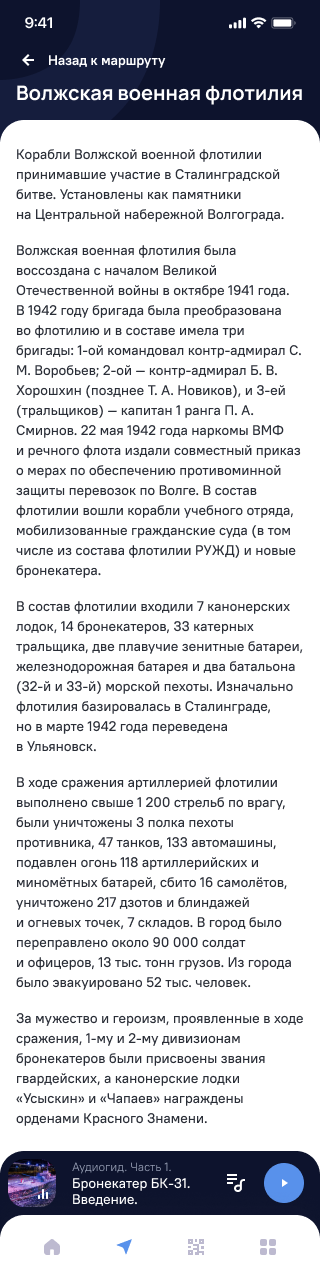 9:41
Назад к маршруту
Волжская военная флотилия
Корабли Волжской военной флотилии
принимавшие участие в Сталинградской
битве. Установлены как памятники
на Центральной набережной Волгограда.
Волжская военная флотилия была
воссоздана с началом Великой
Отечественной войны в октябре 1941 года.
В 1942 году бригада была преобразована
во флотилию и в составе имела три
бригады: 1-ой командовал контр-адмирал С.
М. Воробьев; 2-ой — контр-адмирал Б. В.
Хорошхин (позднее Т. А. Новиков), и 3-ей
(тральщиков) — капитан 1 ранга П. А.
Смирнов. 22 мая 1942 года наркомы ВМФ
и речного флота издали совместный приказ
о мерах по обеспечению противоминной
защиты перевозок по Волге. В состав
флотилии вошли корабли учебного отряда,
мобилизованные гражданские суда (в том
числе из состава флотилии РУЖД) и новые
бронекатера.
В состав флотилии входили 7 канонерских
лодок, 14 бронекатеров, 33 катерных
тральщика, две плавучие зенитные батареи,
железнодорожная батарея и два батальона
(32-й и 33-й) морской пехоты. Изначально
флотилия базировалась в Сталинграде,
но в марте 1942 года переведена
в Ульяновск.
В ходе сражения артиллерией флотилии
выполнено свыше 1 200 стрельб по врагу,
были уничтожены 3 полка пехоты
противника, 47 танков, 133 автомашины,
подавлен огонь 118 артиллерийских и
миномётных батарей, сбито 16 самолётов,
уничтожено 217 дзотов и блиндажей
и огневых точек, 7 складов. В город было
переправлено около 90 000 солдат
и офицеров, 13 тыс. тонн грузов. Из города
было эвакуировано 52 тыс. человек.
За мужество и героизм, проявленные в ходе
сражения, 1-му и 2-му дивизионам
бронекатеров были присвоены звания
гвардейских, а канонерские лодки
«Усыскин» и «Чапаев» награждены
орденами Красного Знамени.
Аудиогид. Часть 1.
Бронекатер БК-31.
Введение.